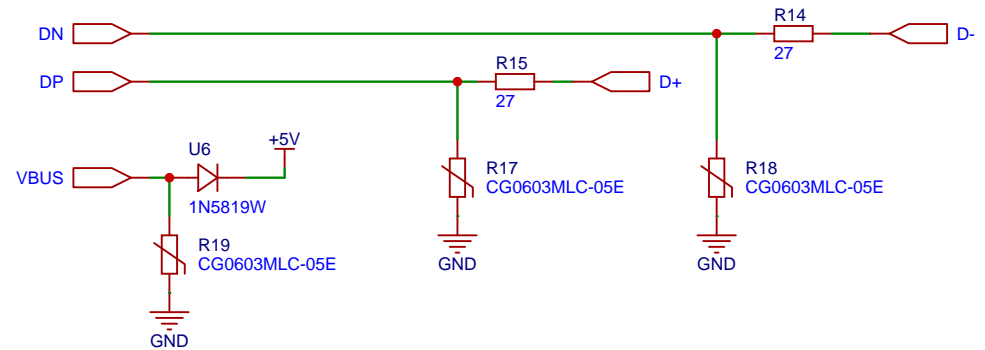 R14
DN
D-
27
R15
DP
D+
27
+5V
U6
R17
CG0603MLC-05E
R18
CG0603MLC-05E
VBUS
1N5819W
R19
CG0603MLC-05E
GND
GND
GND